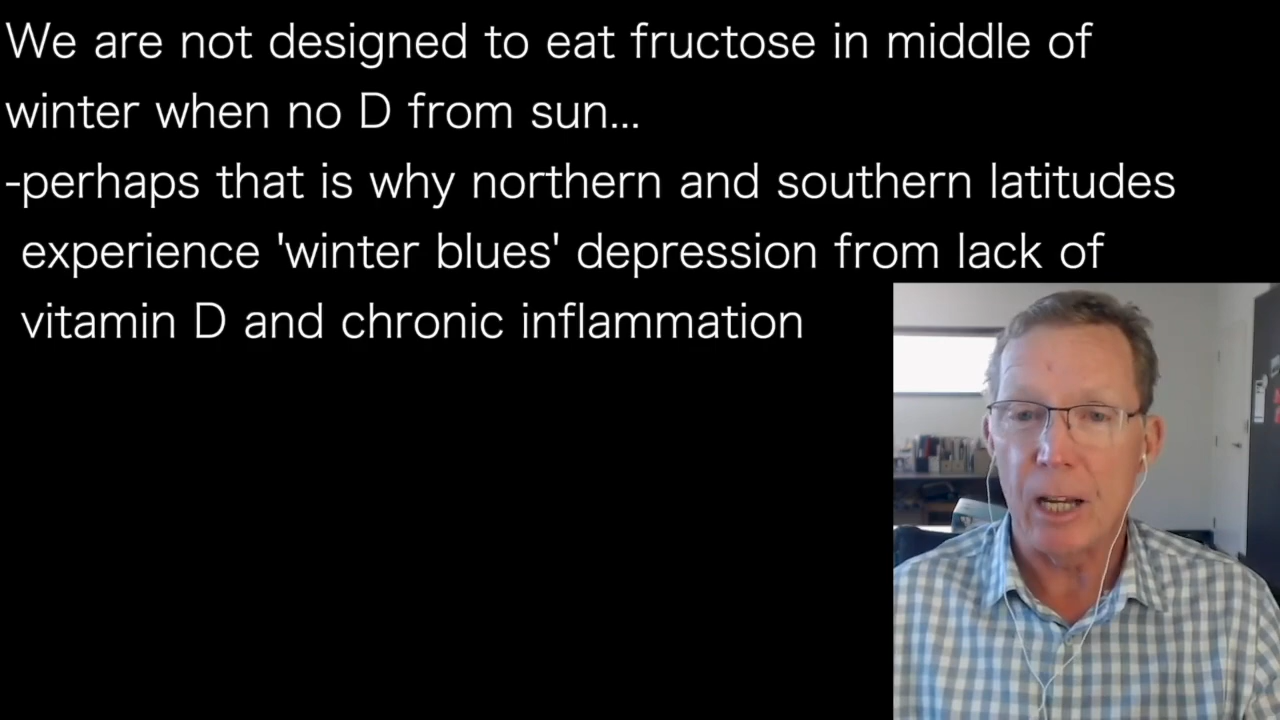 We are not designed to eat fructose in middle of
winter when no D from sun...
-perhaps that is why northern and southern latitudes
experience 'winter blues' depression from lack of
vitamin D and chronic inflammation